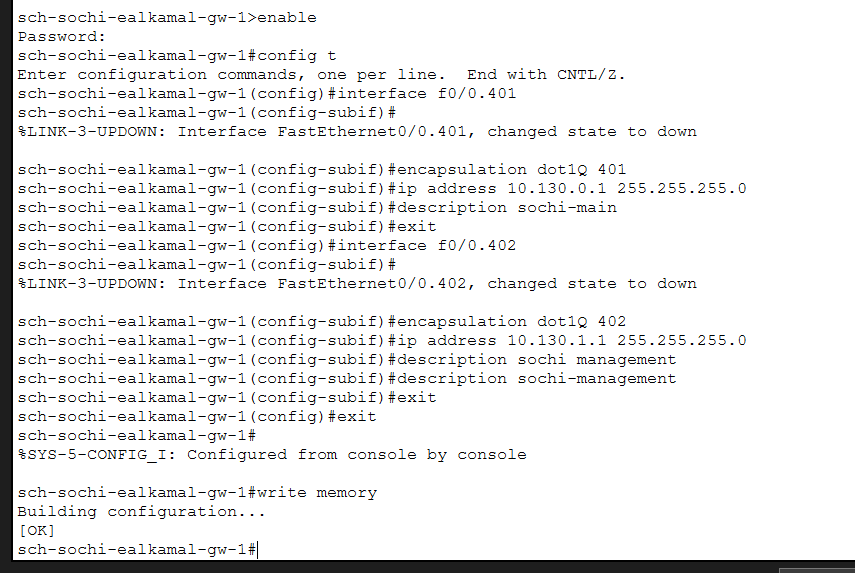 sch-sochi-ealkamal-gw-1>enable
Password:
sch-sochi-ealkamal-gw-1#config t
Enter configuration commands, one per line.  End with CNTL/Z.
sch-sochi-ealkamal-gw-1(config)#interface f0/0.401
sch-sochi-ealkamal-gw-1(config-subif)#
%LINK-3-UPDOWN: Interface FastEthernet0/0.401, changed state to down
sch-sochi-ealkamal-gw-1(config-subif)#encapsulation dot1Q 401
sch-sochi-ealkamal-gw-1(config-subif)#ip address 10.130.0.1 255.255.255.0
sch-sochi-ealkamal-gw-1(config-subif)#description sochi-main
sch-sochi-ealkamal-gw-1(config-subif)#exit
sch-sochi-ealkamal-gw-1(config)#interface f0/0.402
sch-sochi-ealkamal-gw-1(config-subif)#
%LINK-3-UPDOWN: Interface FastEthernet0/0.402, changed state to down
sch-sochi-ealkamal-gw-1(config-subif)#encapsulation dot1Q 402
sch-sochi-ealkamal-gw-1(config-subif)#ip address 10.130.1.1 255.255.255.0
sch-sochi-ealkamal-gw-1(config-subif)#description sochi management
sch-sochi-ealkamal-gw-1(config-subif)#description sochi-management
sch-sochi-ealkamal-gw-1(config-subif)#exit
sch-sochi-ealkamal-gw-1(config)#exit
sch-sochi-ealkamal-gw-1#
%SYS-5-CONFIG_I: Configured from console by console
sch-sochi-ealkamal-gw-1#write memory
Building configuration...
[OK]
sch-sochi-ealkamal-gw-1#